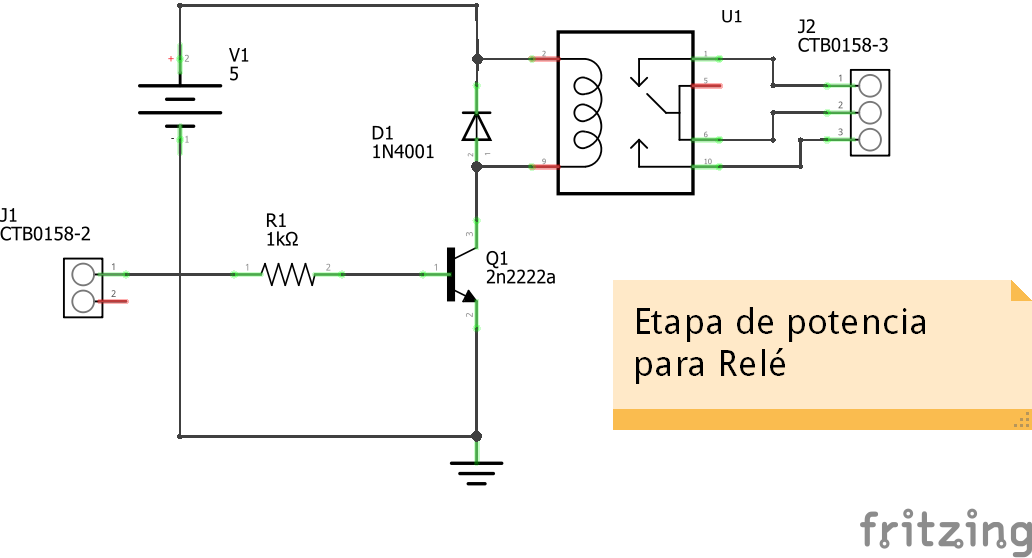 U1
J2
CTB0158-3
V1
5
+
2
-
1
D1
1N4001
2
1
2
9
1
5
6
10
1
2
3
J1
CTB0158-2
1
2
R1
1kΩ
1
2
Q1
2n2222a
1
3
2
Etapa de potencia
para Relé
fritzing